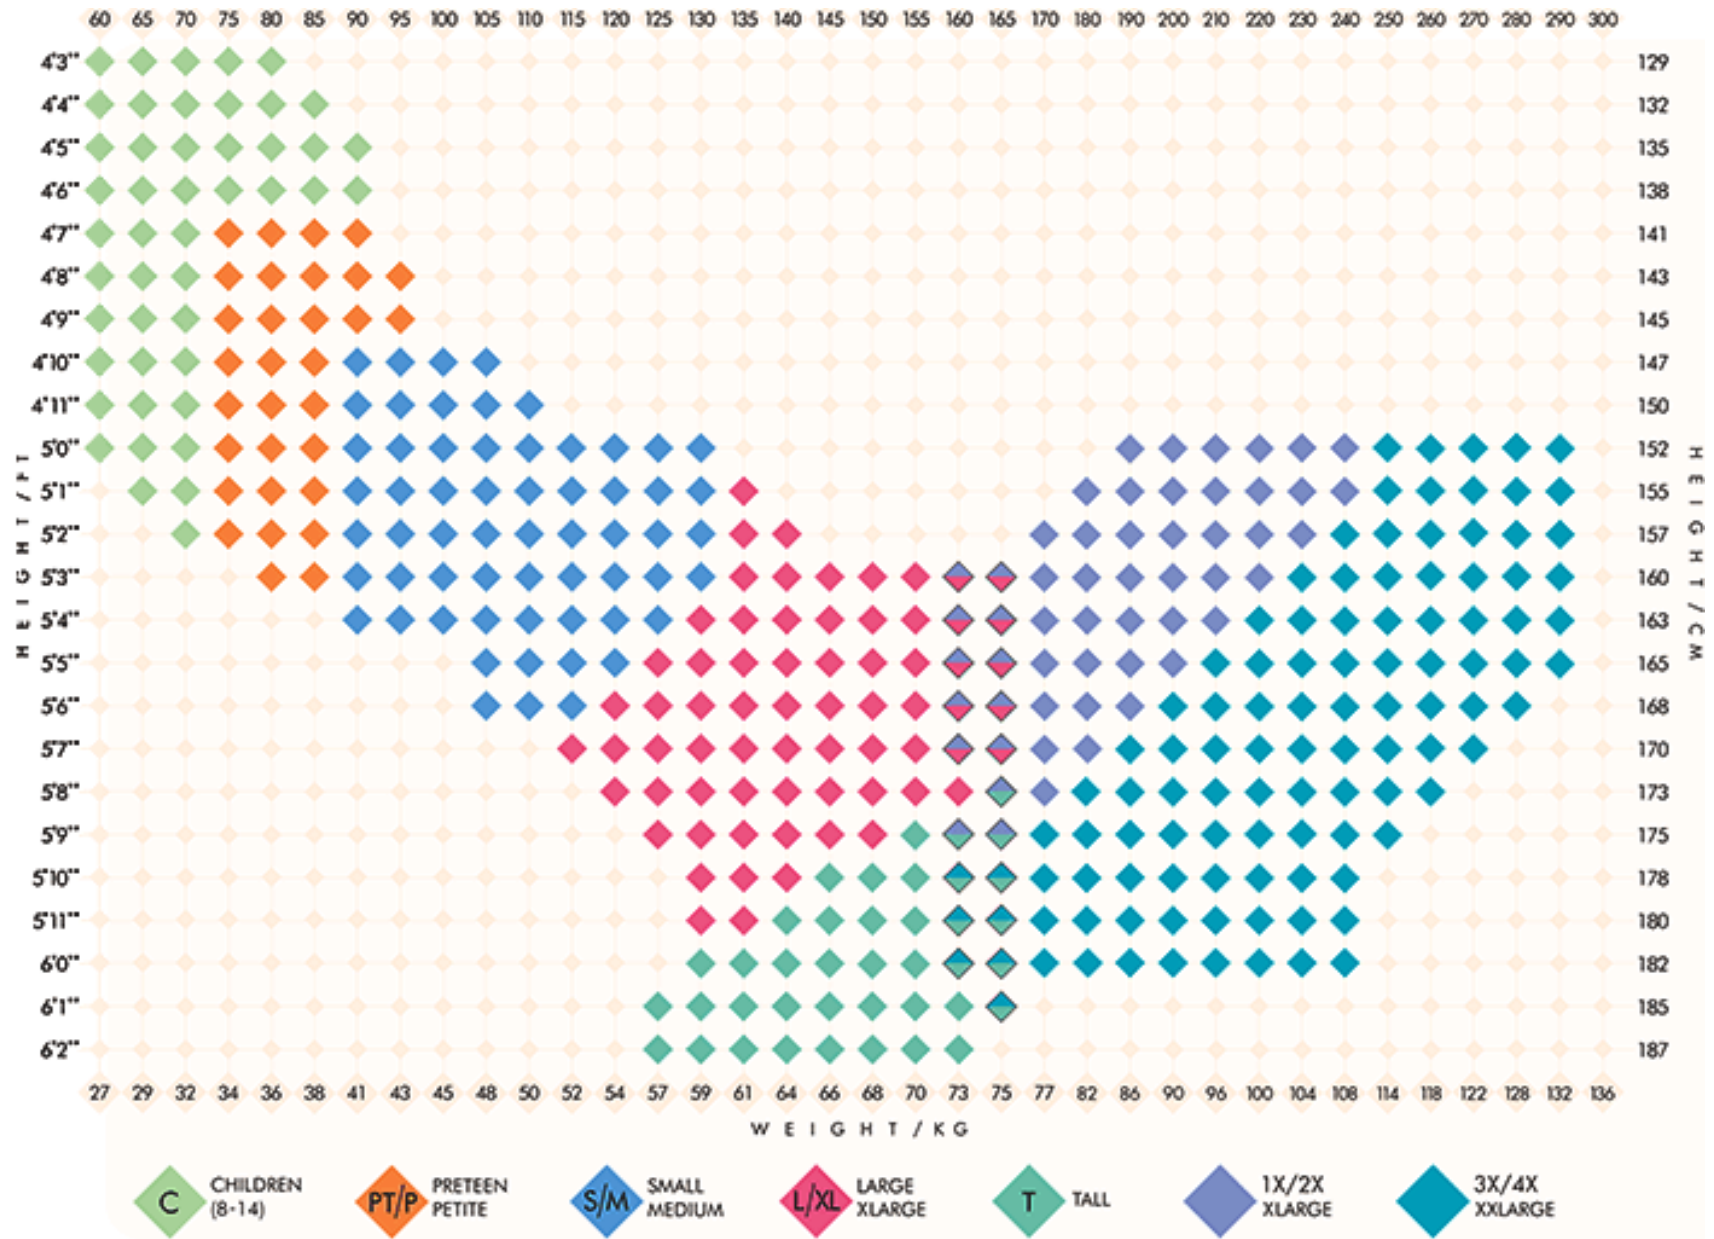 60 65 70 75 80 85 90 95 100 105 110 115 120 125 130 135 140 145 150 155 160 165 170 180 190 200 210 220 230 240 250 260 270 280 290 300
4'3'' 129
4'4'' 132
4'5'' 135
4'6'' 138
4'7'' 141
4'8'' 143
4'9'' 145
4'10'' 147
4'11'' 150
5'0'' 152
5'1'' 155
5'2'' 157
5'3'' 160
5'4'' 163
5'5'' 165
5'6'' 168
5'7'' 170
5'8'' 173
5'9'' 175
5'10'' 178
5'11'' 180
6'0'' 182
6'1'' 185
6'2'' 187
HEIGHT/FT
HEIGHT/CM
27 29 32 34 36 38 41 43 45 48 50 52 54 57 59 61 64 66 68 70 73 75 77 82 86 90 96 100 104 108 114 118 122 128 132 136
WEIGHT/KG
C CHILDREN
(8-14)
PT/P PRETEEN
PETITE
S/M SMALL
MEDIUM
L/XL LARGE
XLARGE
T TALL
1X/2X
XLARGE
3X/4X
XXLARGE